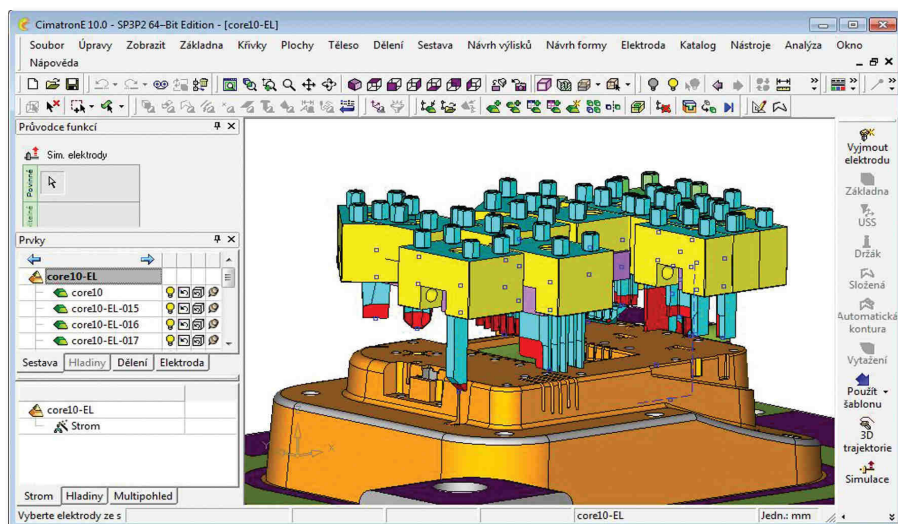 CimatronE 10.0 - SP3P2 64-Bit Edition - [core10-EL]
Soubor Úpravy Zobrazit Základna Křivky Plochy Těleso Dělení Sestava Návrh výlisků Návrh formy Elektroda Katalog Nástroje Analýza Okno
Nápověda
Průvodce funkcí
Sim. elektrody
Povinné
Prvky
core10-EL
core10
core10-EL-015
core10-EL-016
core10-EL-017
Sestava Hladiny Dělení Elektroda
core10-EL
Strom
Strom Hladiny Multipohled
Vyjmout
elektrodu
Základna
USS
Držák
Složená
Automatická
kontura
Vytažení
Použít
šablonu
3D
trajektorie
Simulace
Vyberte elektrody ze s core10-EL Jedn.: mm